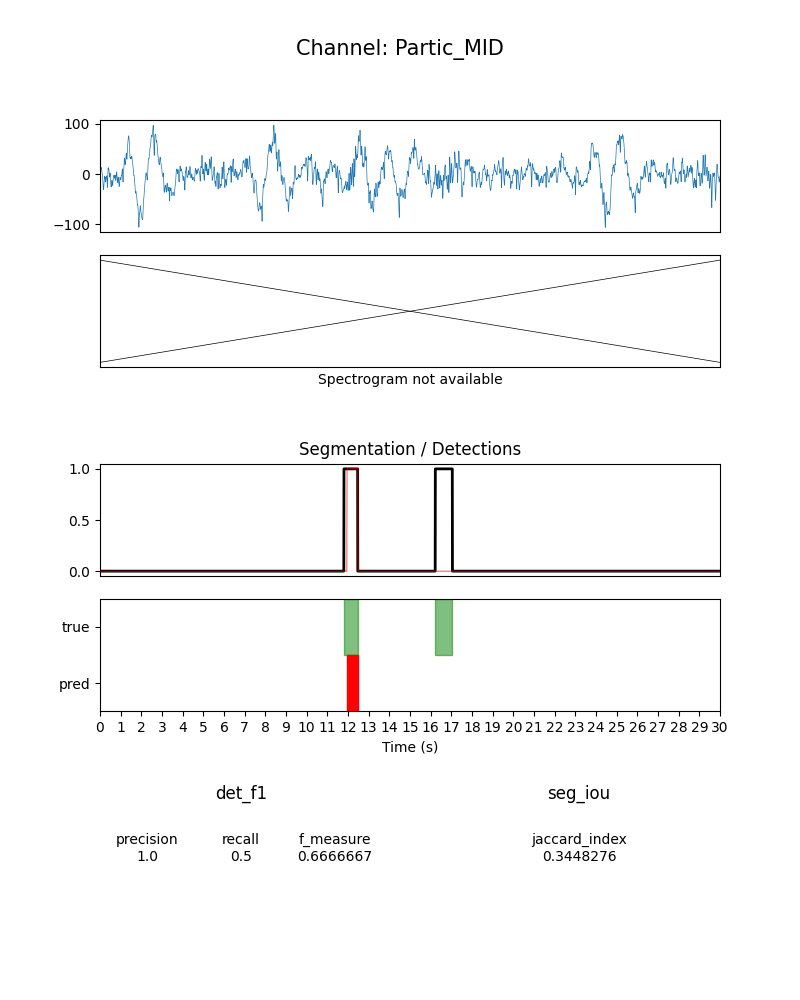 Channel: Partic_MID
100
0
−100
Spectrogram not available
Segmentation / Detections
1.0
0.5
0.0
true
pred
0 1 2 3 4 5 6 7 8 9 10 11 12 13 14 15 16 17 18 19 20 21 22 23 24 25 26 27 28 29 30
Time (s)
det_f1 seg_iou
precision recall f_measure jaccard_index
1.0 0.5 0.6666667 0.3448276